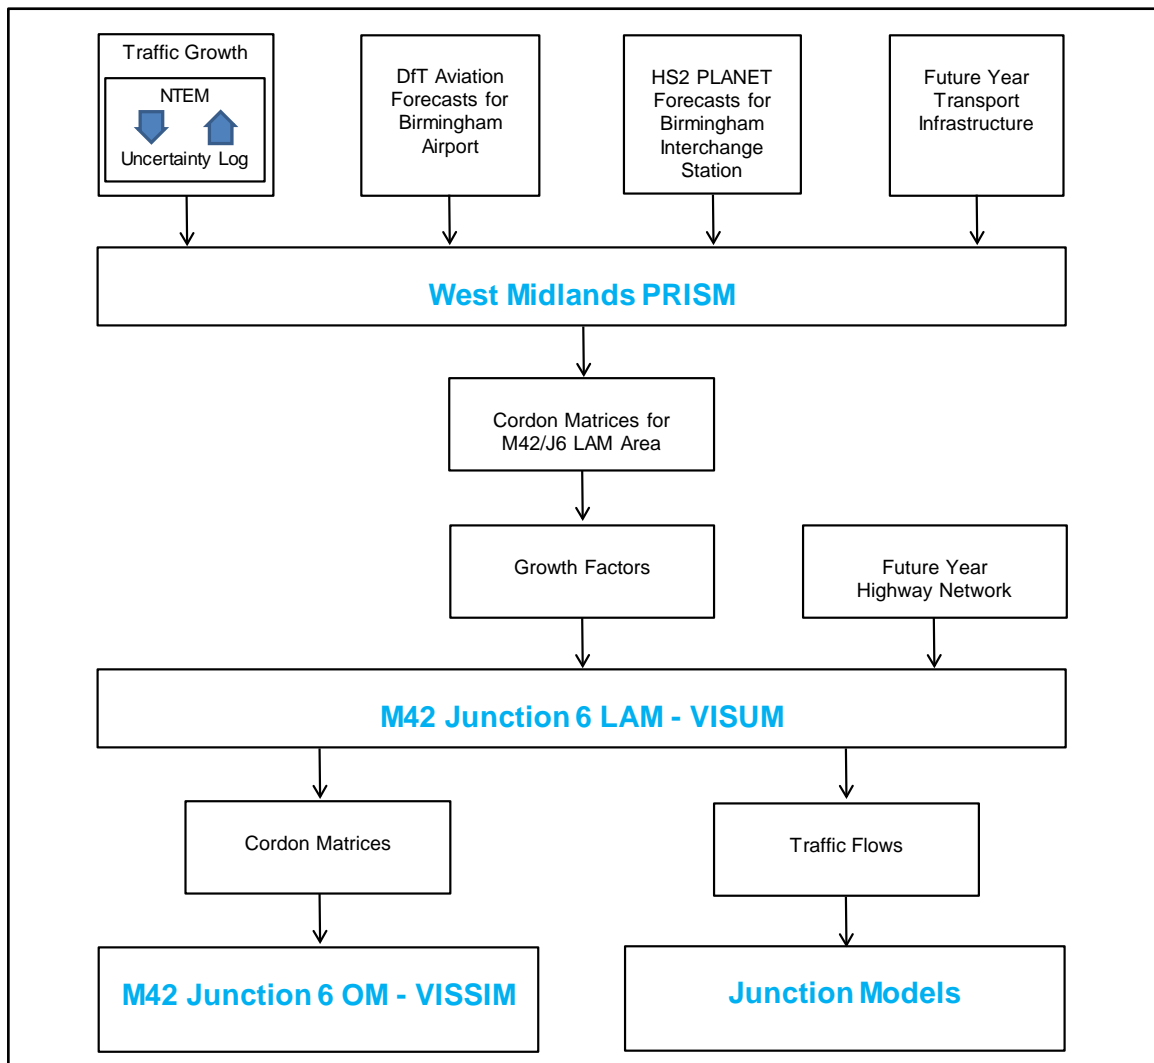 Traffic Growth
NTEM
Uncertainty Log
DfT Aviation
Forecasts for
Birmingham
Airport
HS2 PLANET
Forecasts for
Birmingham
Interchange
Station
Future Year
Transport
Infrastructure
West Midlands PRISM
Cordon Matrices for
M42/J6 LAM Area
Growth Factors
Future Year
Highway Network
M42 Junction 6 LAM - VISUM
Cordon Matrices
Traffic Flows
M42 Junction 6 OM - VISSIM
Junction Models